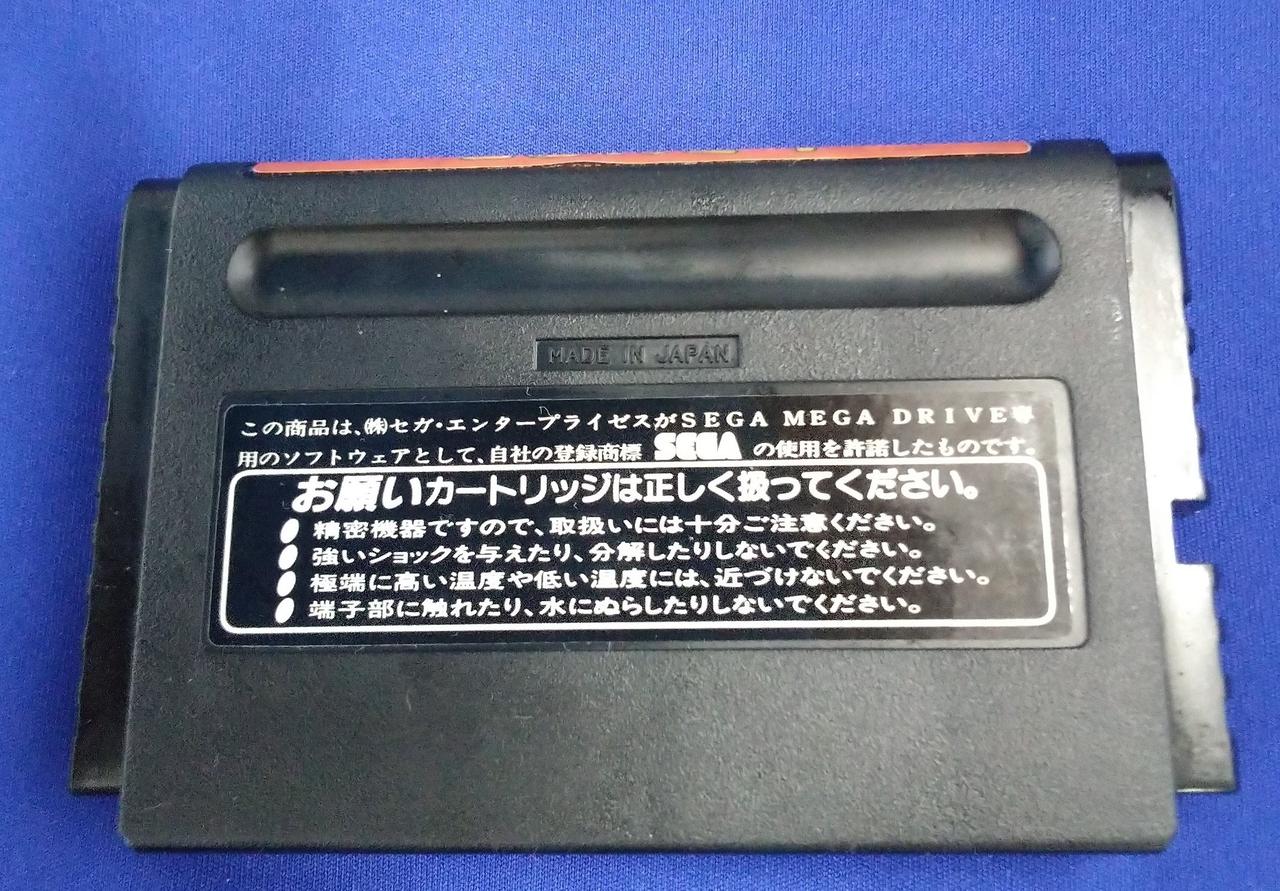 MADE IN JAPAN
この商品は、㈱セガ・エンタープライゼスがSEGA MEGA DRIVE専
用のソフトウェアとして、自社の登録商標 SEGA の使用を許諾したものです。
お願いカートリッジは正しく扱ってください。
●精密機器ですので、取扱いには十分ご注意ください。
●強いショックを与えたり、分解したりしないでください。
●極端に高い温度や低い温度には、近づけないでください。
●端子部に触れたり、水にぬらしたりしないでください。